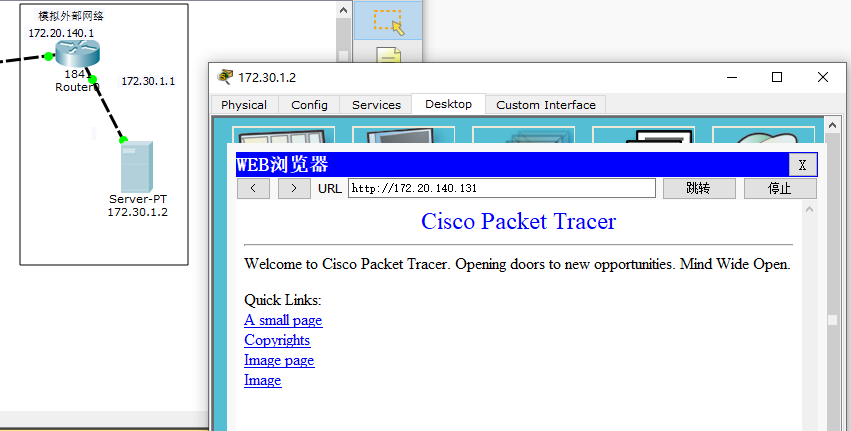 模拟外部网络
172.20.140.1
1841
Router0
172.30.1.1
Server-PT
172.30.1.2
172.30.1.2
Physical Config Services Desktop Custom Interface
WEB浏览器 X
< > URL http://172.20.140.131 跳转 停止
Cisco Packet Tracer
Welcome to Cisco Packet Tracer. Opening doors to new opportunities. Mind Wide Open.
Quick Links:
A small page
Copyrights
Image page
Image